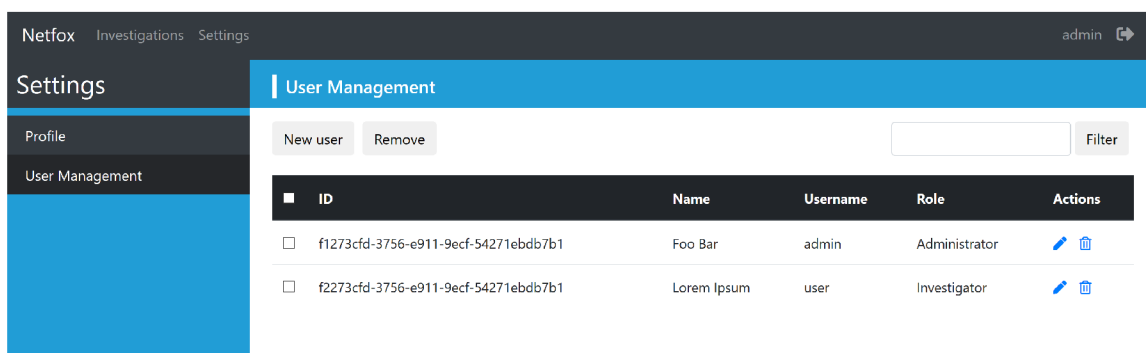 Netfox Investigations Settings admin
Settings
User Management
Profile
User Management
New user Remove Filter
ID Name Username Role Actions
f1273cfd-3756-e911-9ecf-54271ebdb7b1 Foo Bar admin Administrator
f2273cfd-3756-e911-9ecf-54271ebdb7b1 Lorem Ipsum user Investigator